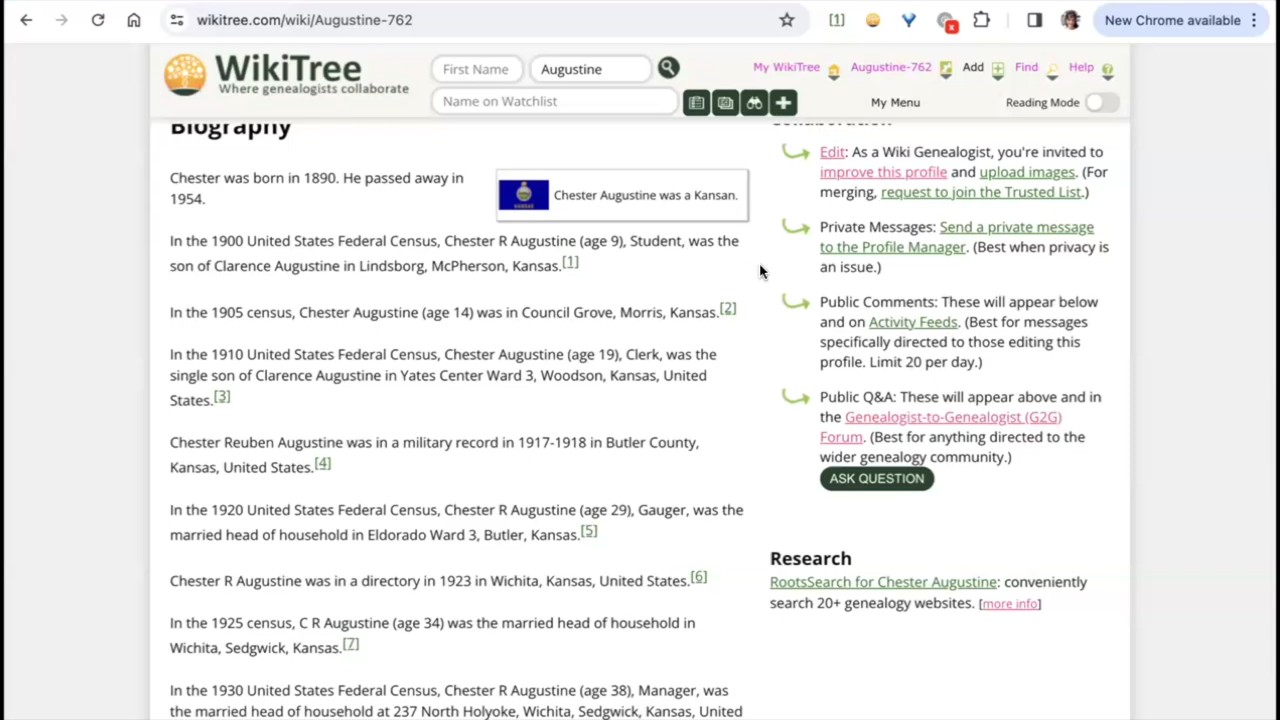 wikitree.com/wiki/Augustine-762
[1]
New Chrome available
WikiTree
Where genealogists collaborate
First Name
Augustine
Name on Watchlist
My WikiTree
Augustine-762
Add
Find
Help
My Menu
Reading Mode
Biography
Chester was born in 1890. He passed away in
1954.
Chester Augustine was a Kansan.
In the 1900 United States Federal Census, Chester R Augustine (age 9), Student, was the
son of Clarence Augustine in Lindsborg, McPherson, Kansas.[1]
In the 1905 census, Chester Augustine (age 14) was in Council Grove, Morris, Kansas.[2]
In the 1910 United States Federal Census, Chester Augustine (age 19), Clerk, was the
single son of Clarence Augustine in Yates Center Ward 3, Woodson, Kansas, United
States.[3]
Chester Reuben Augustine was in a military record in 1917-1918 in Butler County,
Kansas, United States.[4]
In the 1920 United States Federal Census, Chester R Augustine (age 29), Gauger, was the
married head of household in Eldorado Ward 3, Butler, Kansas.[5]
Chester R Augustine was in a directory in 1923 in Wichita, Kansas, United States.[6]
In the 1925 census, C R Augustine (age 34) was the married head of household in
Wichita, Sedgwick, Kansas.[7]
In the 1930 United States Federal Census, Chester R Augustine (age 38), Manager, was
the married head of household at 237 North Holyoke, Wichita, Sedgwick, Kansas, United
Collaboration
Edit: As a Wiki Genealogist, you're invited to
improve this profile and upload images. (For
merging, request to join the Trusted List.)
Private Messages: Send a private message
to the Profile Manager. (Best when privacy is
an issue.)
Public Comments: These will appear below
and on Activity Feeds. (Best for messages
specifically directed to those editing this
profile. Limit 20 per day.)
Public Q&A: These will appear above and in
the Genealogist-to-Genealogist (G2G)
Forum. (Best for anything directed to the
wider genealogy community.)
ASK QUESTION
Research
RootsSearch for Chester Augustine: conveniently
search 20+ genealogy websites. [more info]